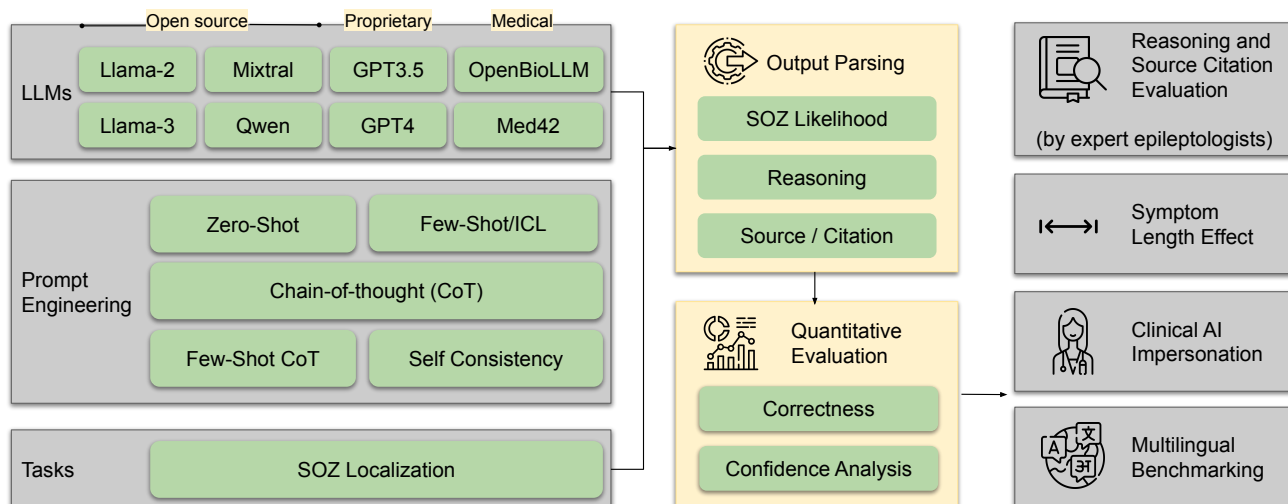 Open source
Proprietary
Medical
LLMs
Llama-2
Mixtral
GPT3.5
OpenBioLLM
Llama-3
Qwen
GPT4
Med42
Prompt
Engineering
Zero-Shot
Few-Shot/ICL
Chain-of-thought (CoT)
Few-Shot CoT
Self Consistency
Tasks
SOZ Localization
Output Parsing
SOZ Likelihood
Reasoning
Source / Citation
Quantitative
Evaluation
Correctness
Confidence Analysis
Reasoning and
Source Citation
Evaluation
(by expert epileptologists)
Symptom
Length Effect
Clinical AI
Impersonation
A
文
अ
Multilingual
Benchmarking